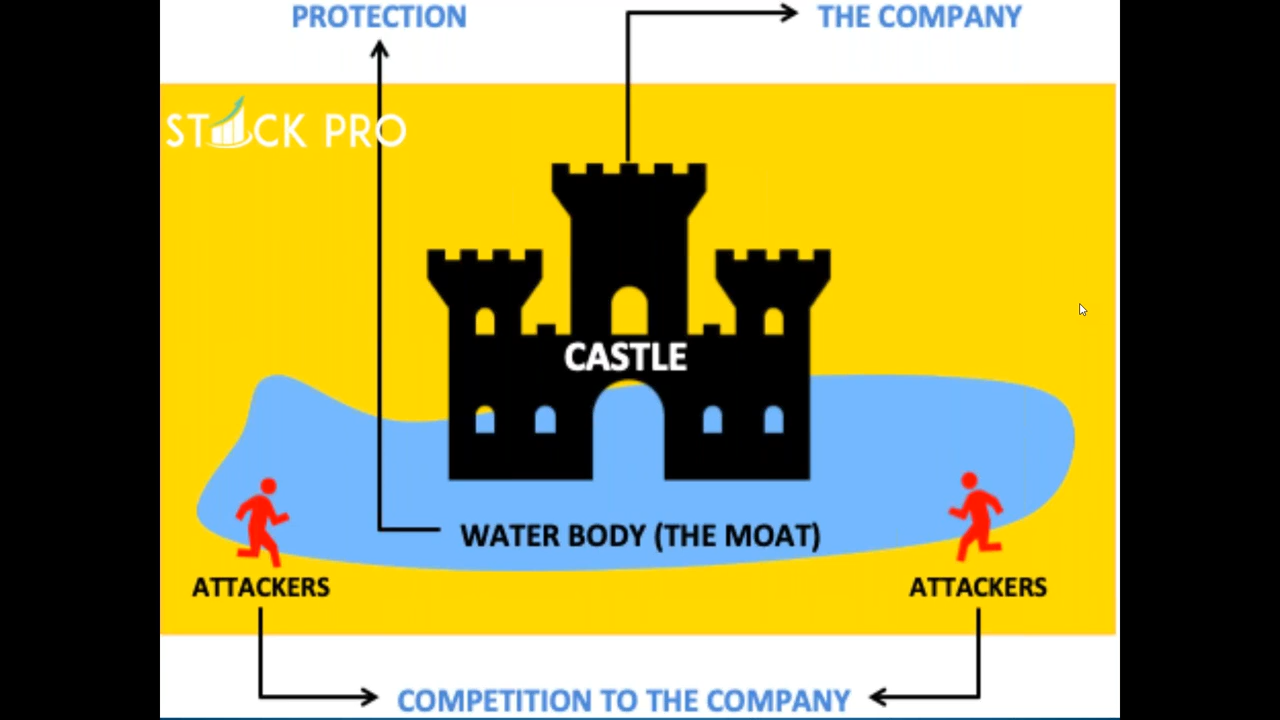 PROTECTION
THE COMPANY
STOCK PRO
CASTLE
WATER BODY (THE MOAT)
ATTACKERS
ATTACKERS
COMPETITION TO THE COMPANY